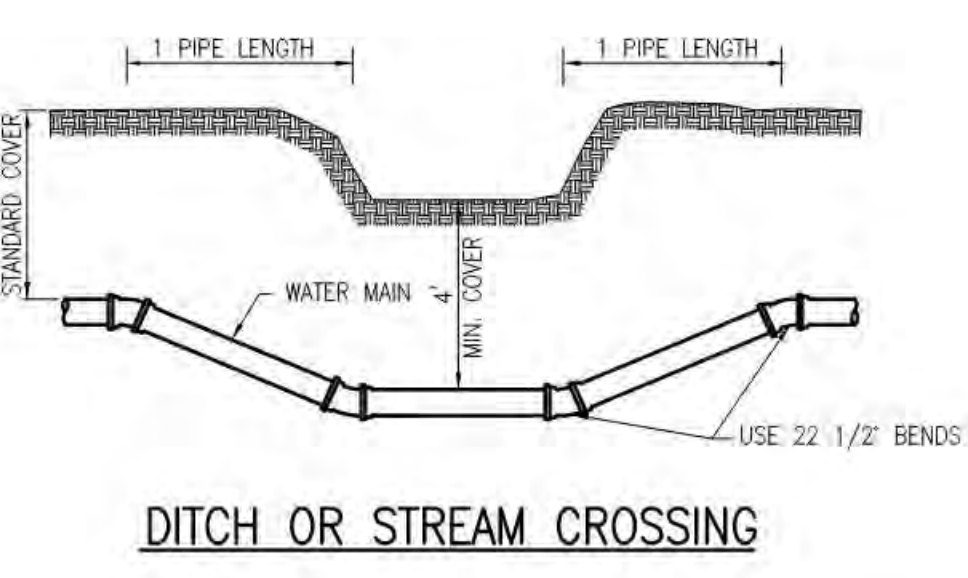 1 PIPE LENGTH
1 PIPE LENGTH
STANDARD COVER
WATER MAIN
4'
MIN. COVER
USE 22 1/2° BENDS
DITCH OR STREAM CROSSING